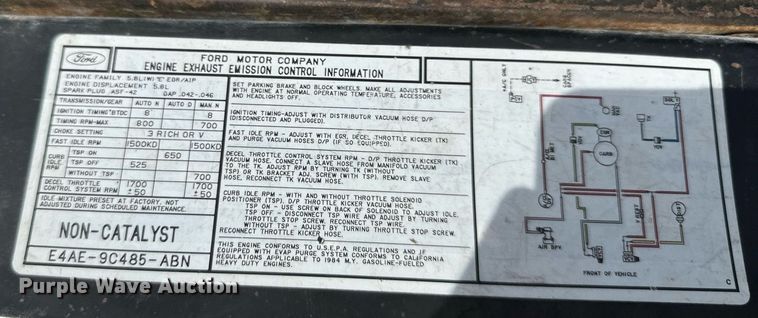 Ford
FORD MOTOR COMPANY
ENGINE EXHAUST EMISSION CONTROL INFORMATION
ENGINE FAMILY 5.8L(W) "E" EGR/AIP
ENGINE DISPLACEMENT 5.8L
SPARK PLUG ASF-42 GAP .042-.046
TRANSMISSION/GEAR AUTO N AUTO D MAN N
IGNITION TIMING°BTDC 8° 8
TIMING RPM-MAX 800 700
CHOKE SETTING 3 RICH OR V
FAST IDLE RPM 1500KD 1500KD
CURB IDLE RPM
TSP ON 650
TSP OFF 525
WITHOUT TSP 700
DECEL THROTTLE CONTROL SYSTEM RPM 1700 ±50 1700 ±50
IDLE-MIXTURE PRESET AT FACTORY. NOT
ADJUSTED DURING SCHEDULED MAINTENANCE.
NON-CATALYST
E4AE-9C485-ABN
SET PARKING BRAKE AND BLOCK WHEELS. MAKE ALL ADJUSTMENTS
WITH ENGINE AT NORMAL OPERATING TEMPERATURE, ACCESSORIES
AND HEADLIGHTS OFF.
IGNITION TIMING-ADJUST WITH DISTRIBUTOR VACUUM HOSE D/P
(DISCONNECTED AND PLUGGED).
FAST IDLE RPM - ADJUST WITH EGR, DECEL THROTTLE KICKER (TK)
AND PURGE VACUUM HOSES D/P (IF SO EQUIPPED).
DECEL THROTTLE CONTROL SYSTEM RPM - D/P THROTTLE KICKER (TK)
VACUUM HOSE. CONNECT A SLAVE HOSE FROM MANIFOLD VACUUM
TO THE TK. ADJUST RPM BY TURNING TK (WITHOUT
TSP) OR TK BRACKET ADJ. SCREW (WITH TSP). REMOVE SLAVE
HOSE, RECONNECT TK VACUUM HOSE.
CURB IDLE RPM - WITH AND WITHOUT THROTTLE SOLENOID
POSITIONER (TSP), D/P THROTTLE KICKER VACUUM HOSE.
TSP ON - USE SCREW ON BACK OF SOLENOID TO ADJUST IDLE.
TSP OFF - DISCONNECT TSP WIRE AND ADJUST BY TURNING
THROTTLE STOP SCREW. RECONNECT TSP WIRE.
WITHOUT TSP - ADJUST BY TURNING THROTTLE STOP SCREW.
RECONNECT THROTTLE KICKER HOSE.
THIS ENGINE CONFORMS TO U.S.E.P.A. REGULATIONS AND IF
EQUIPPED WITH EVAP PURGE SYSTEM CONFORMS TO CALIFORNIA
REGULATIONS APPLICABLE TO 1984 M.Y. GASOLINE-FUELED
HEAVY DUTY ENGINES.
W/A/C ONLY
CARB
TK
AIR BPV
FRONT OF VEHICLE
C
Purple Wave Auction